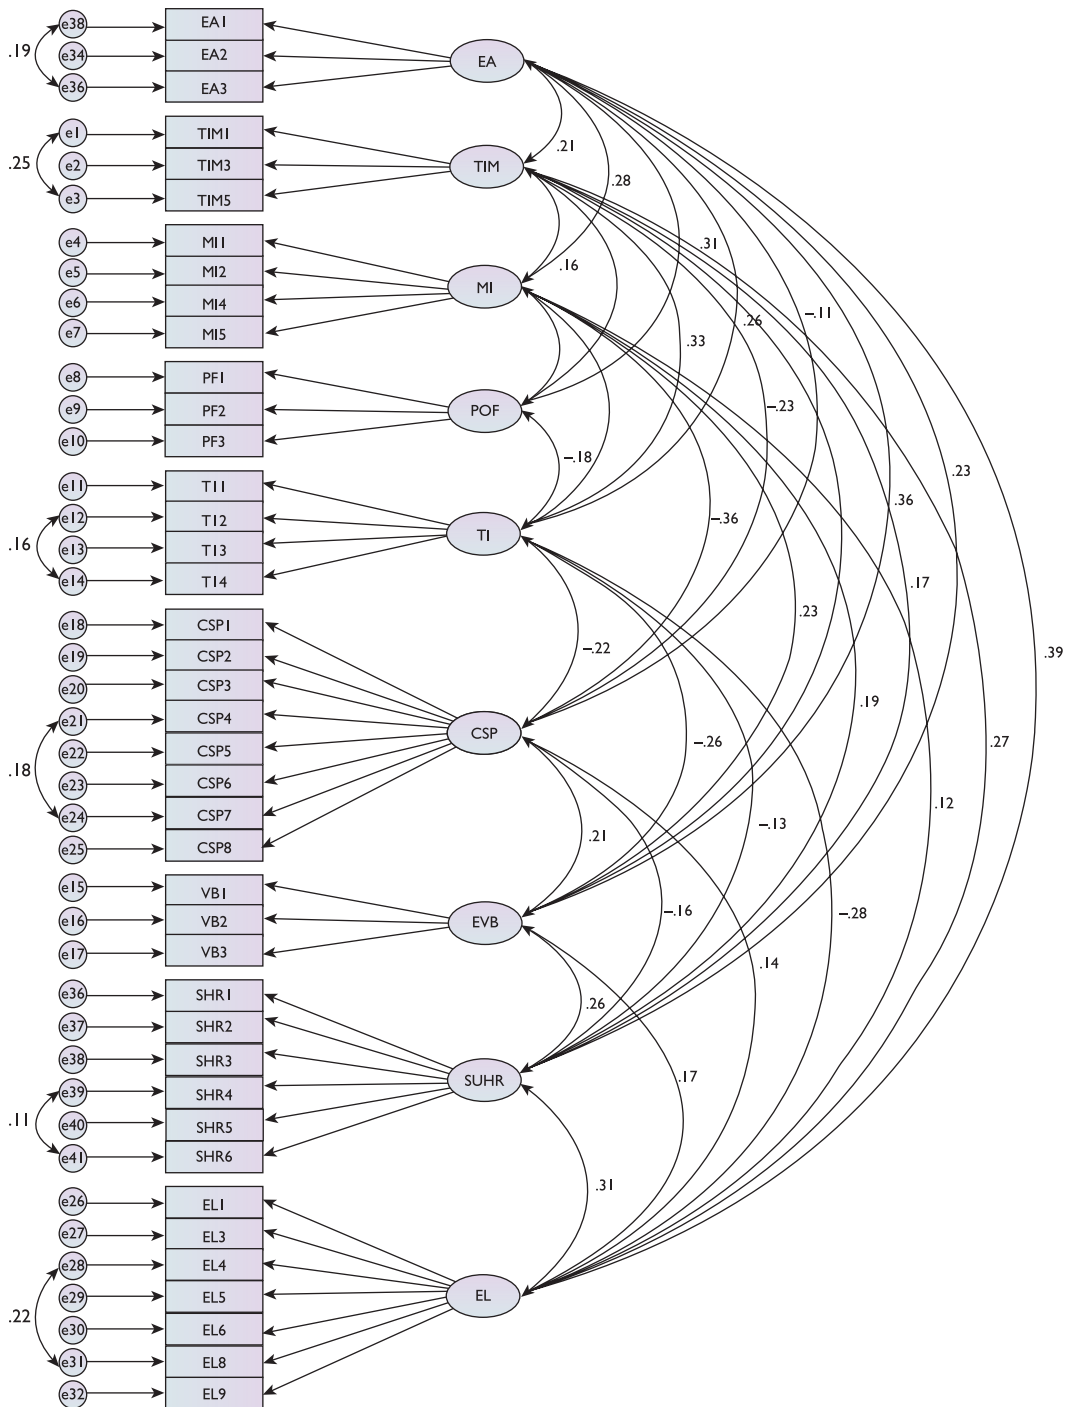 e38 EA1
.19 e34 EA2 EA
e36 EA3
e1 TIM1 .21
.25 e2 TIM3 TIM
e3 TIM5 .28
e4 MI1 .31
e5 MI2 .16 MI
e6 MI4 –.11
e7 MI5 .33 .26
e8 PF1
e9 PF2 POF –.23
e10 PF3 –.18
e11 T11 .23
e12 T12 .36
.16 e13 T13 TI –.36
e14 T14 .17
e18 CSP1 .23
e19 CSP2 –.22 .39
e20 CSP3 .19
e21 CSP4 CSP
e22 CSP5 –.26 .27
.18 e23 CSP6
e24 CSP7 .12
e25 CSP8 .21 –.13
e15 VB1
e16 VB2 EVB –.16 –.28
e17 VB3 .14
e36 SHR1 .26
e37 SHR2
e38 SHR3 SUHR .17
e39 SHR4
.11 e40 SHR5
e41 SHR6 .31
e26 EL1
e27 EL3
e28 EL4
e29 EL5 EL
.22 e30 EL6
e31 EL8
e32 EL9